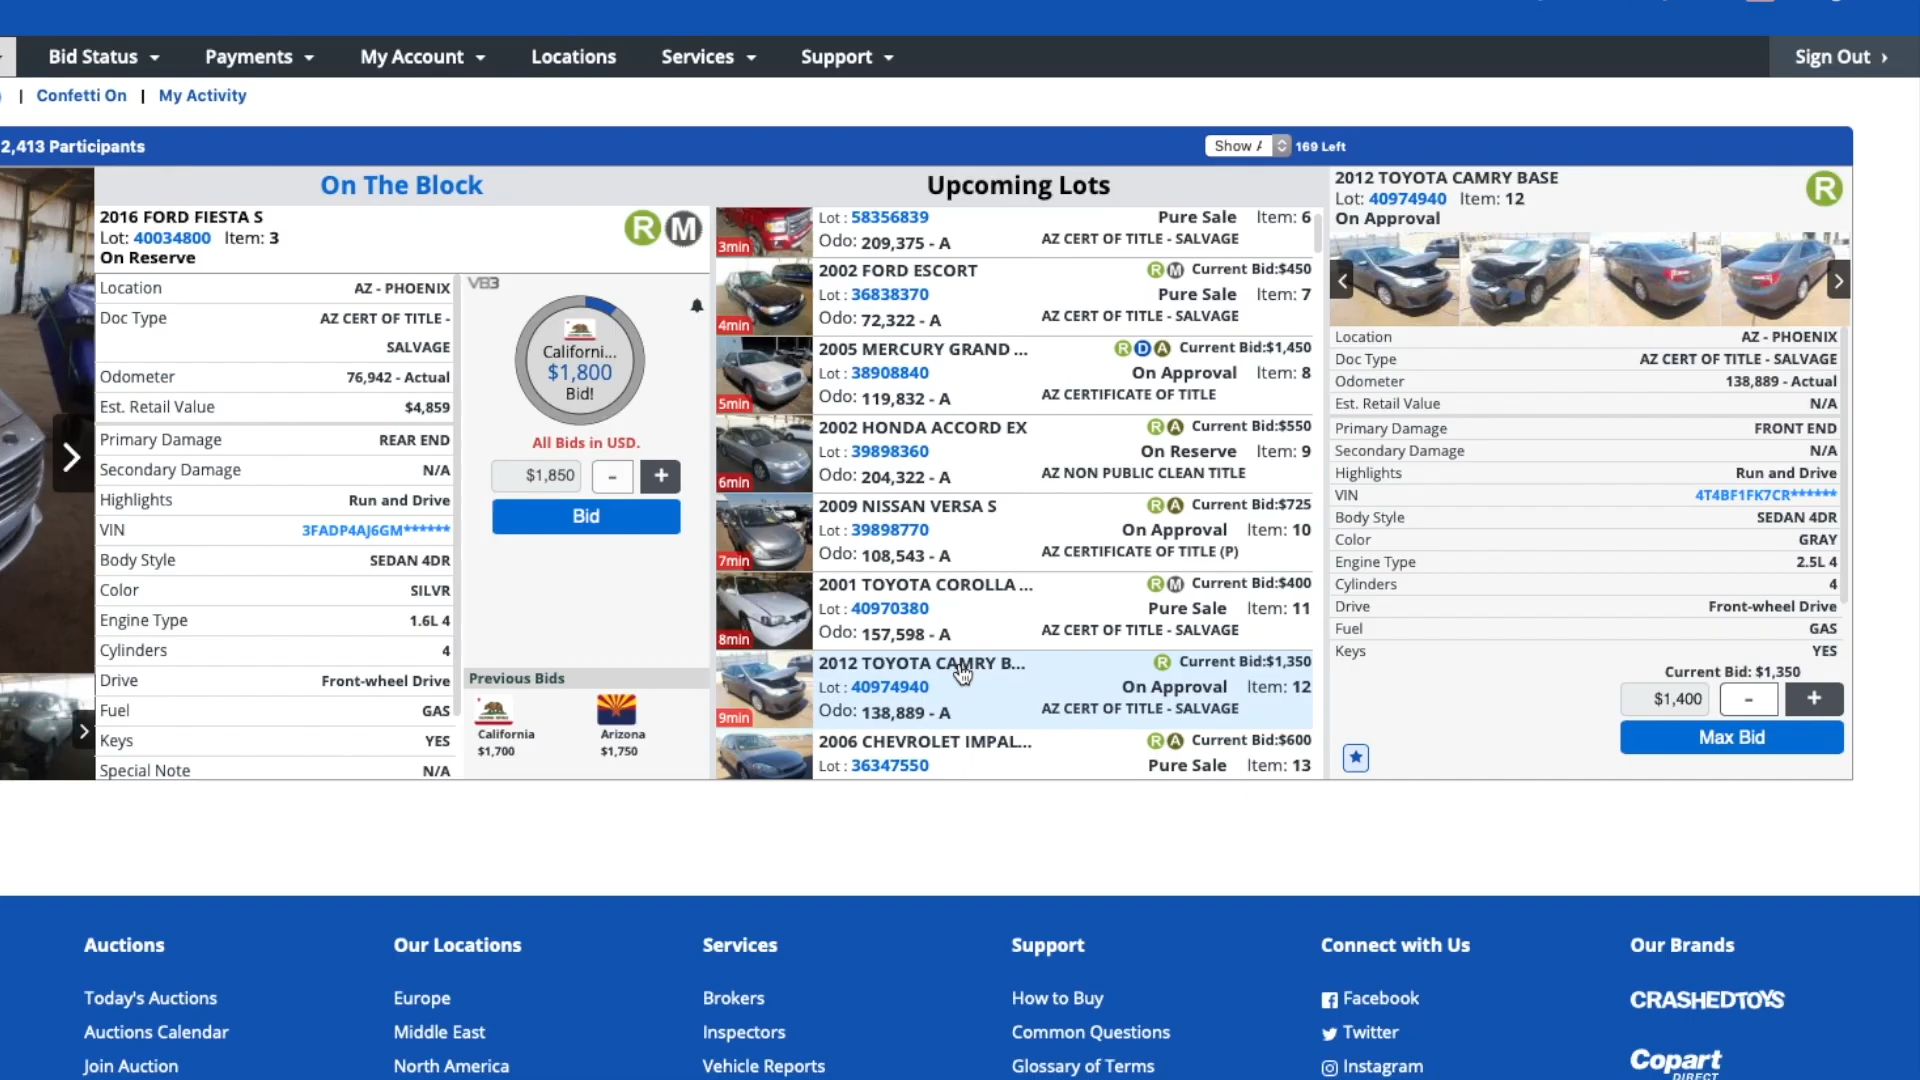 Bid Status
Payments
My Account
Locations
Services
Support
Sign Out ›
| Confetti On | My Activity
2,413 Participants
Show
169 Left
On The Block
2016 FORD FIESTA S
Lot: 40034800 Item: 3
On Reserve
R M
Location AZ - PHOENIX
Doc Type AZ CERT OF TITLE -
SALVAGE
Odometer 76,942 - Actual
Est. Retail Value $4,859
Primary Damage REAR END
Secondary Damage N/A
Highlights Run and Drive
VIN 3FADP4AJ6GM******
Body Style SEDAN 4DR
Color SILVR
Engine Type 1.6L 4
Cylinders 4
Drive Front-wheel Drive
Fuel GAS
Keys YES
Special Note N/A
VB3
Californi...
$1,800
Bid!
All Bids in USD.
$1,850 - +
Bid
Previous Bids
California
$1,700
Arizona
$1,750
Upcoming Lots
3min
Lot : 58356839 Pure Sale Item: 6
Odo: 209,375 - A AZ CERT OF TITLE - SALVAGE
4min
2002 FORD ESCORT R M Current Bid:$450
Lot : 36838370 Pure Sale Item: 7
Odo: 72,322 - A AZ CERT OF TITLE - SALVAGE
5min
2005 MERCURY GRAND ... R D A Current Bid:$1,450
Lot : 38908840 On Approval Item: 8
Odo: 119,832 - A AZ CERTIFICATE OF TITLE
6min
2002 HONDA ACCORD EX R A Current Bid:$550
Lot : 39898360 On Reserve Item: 9
Odo: 204,322 - A AZ NON PUBLIC CLEAN TITLE
7min
2009 NISSAN VERSA S R A Current Bid:$725
Lot : 39898770 On Approval Item: 10
Odo: 108,543 - A AZ CERTIFICATE OF TITLE (P)
8min
2001 TOYOTA COROLLA ... R M Current Bid:$400
Lot : 40970380 Pure Sale Item: 11
Odo: 157,598 - A AZ CERT OF TITLE - SALVAGE
9min
2012 TOYOTA CAMRY B... R Current Bid:$1,350
Lot : 40974940 On Approval Item: 12
Odo: 138,889 - A AZ CERT OF TITLE - SALVAGE
2006 CHEVROLET IMPAL... R A Current Bid:$600
Lot : 36347550 Pure Sale Item: 13
2012 TOYOTA CAMRY BASE
Lot: 40974940 Item: 12
On Approval
R
Location AZ - PHOENIX
Doc Type AZ CERT OF TITLE - SALVAGE
Odometer 138,889 - Actual
Est. Retail Value N/A
Primary Damage FRONT END
Secondary Damage N/A
Highlights Run and Drive
VIN 4T4BF1FK7CR******
Body Style SEDAN 4DR
Color GRAY
Engine Type 2.5L 4
Cylinders 4
Drive Front-wheel Drive
Fuel GAS
Keys YES
Current Bid: $1,350
$1,400 - +
Max Bid
Auctions
Today's Auctions
Auctions Calendar
Join Auction
Our Locations
Europe
Middle East
North America
Services
Brokers
Inspectors
Vehicle Reports
Support
How to Buy
Common Questions
Glossary of Terms
Connect with Us
Facebook
Twitter
Instagram
Our Brands
CRASHEDTOYS
Copart
DIRECT